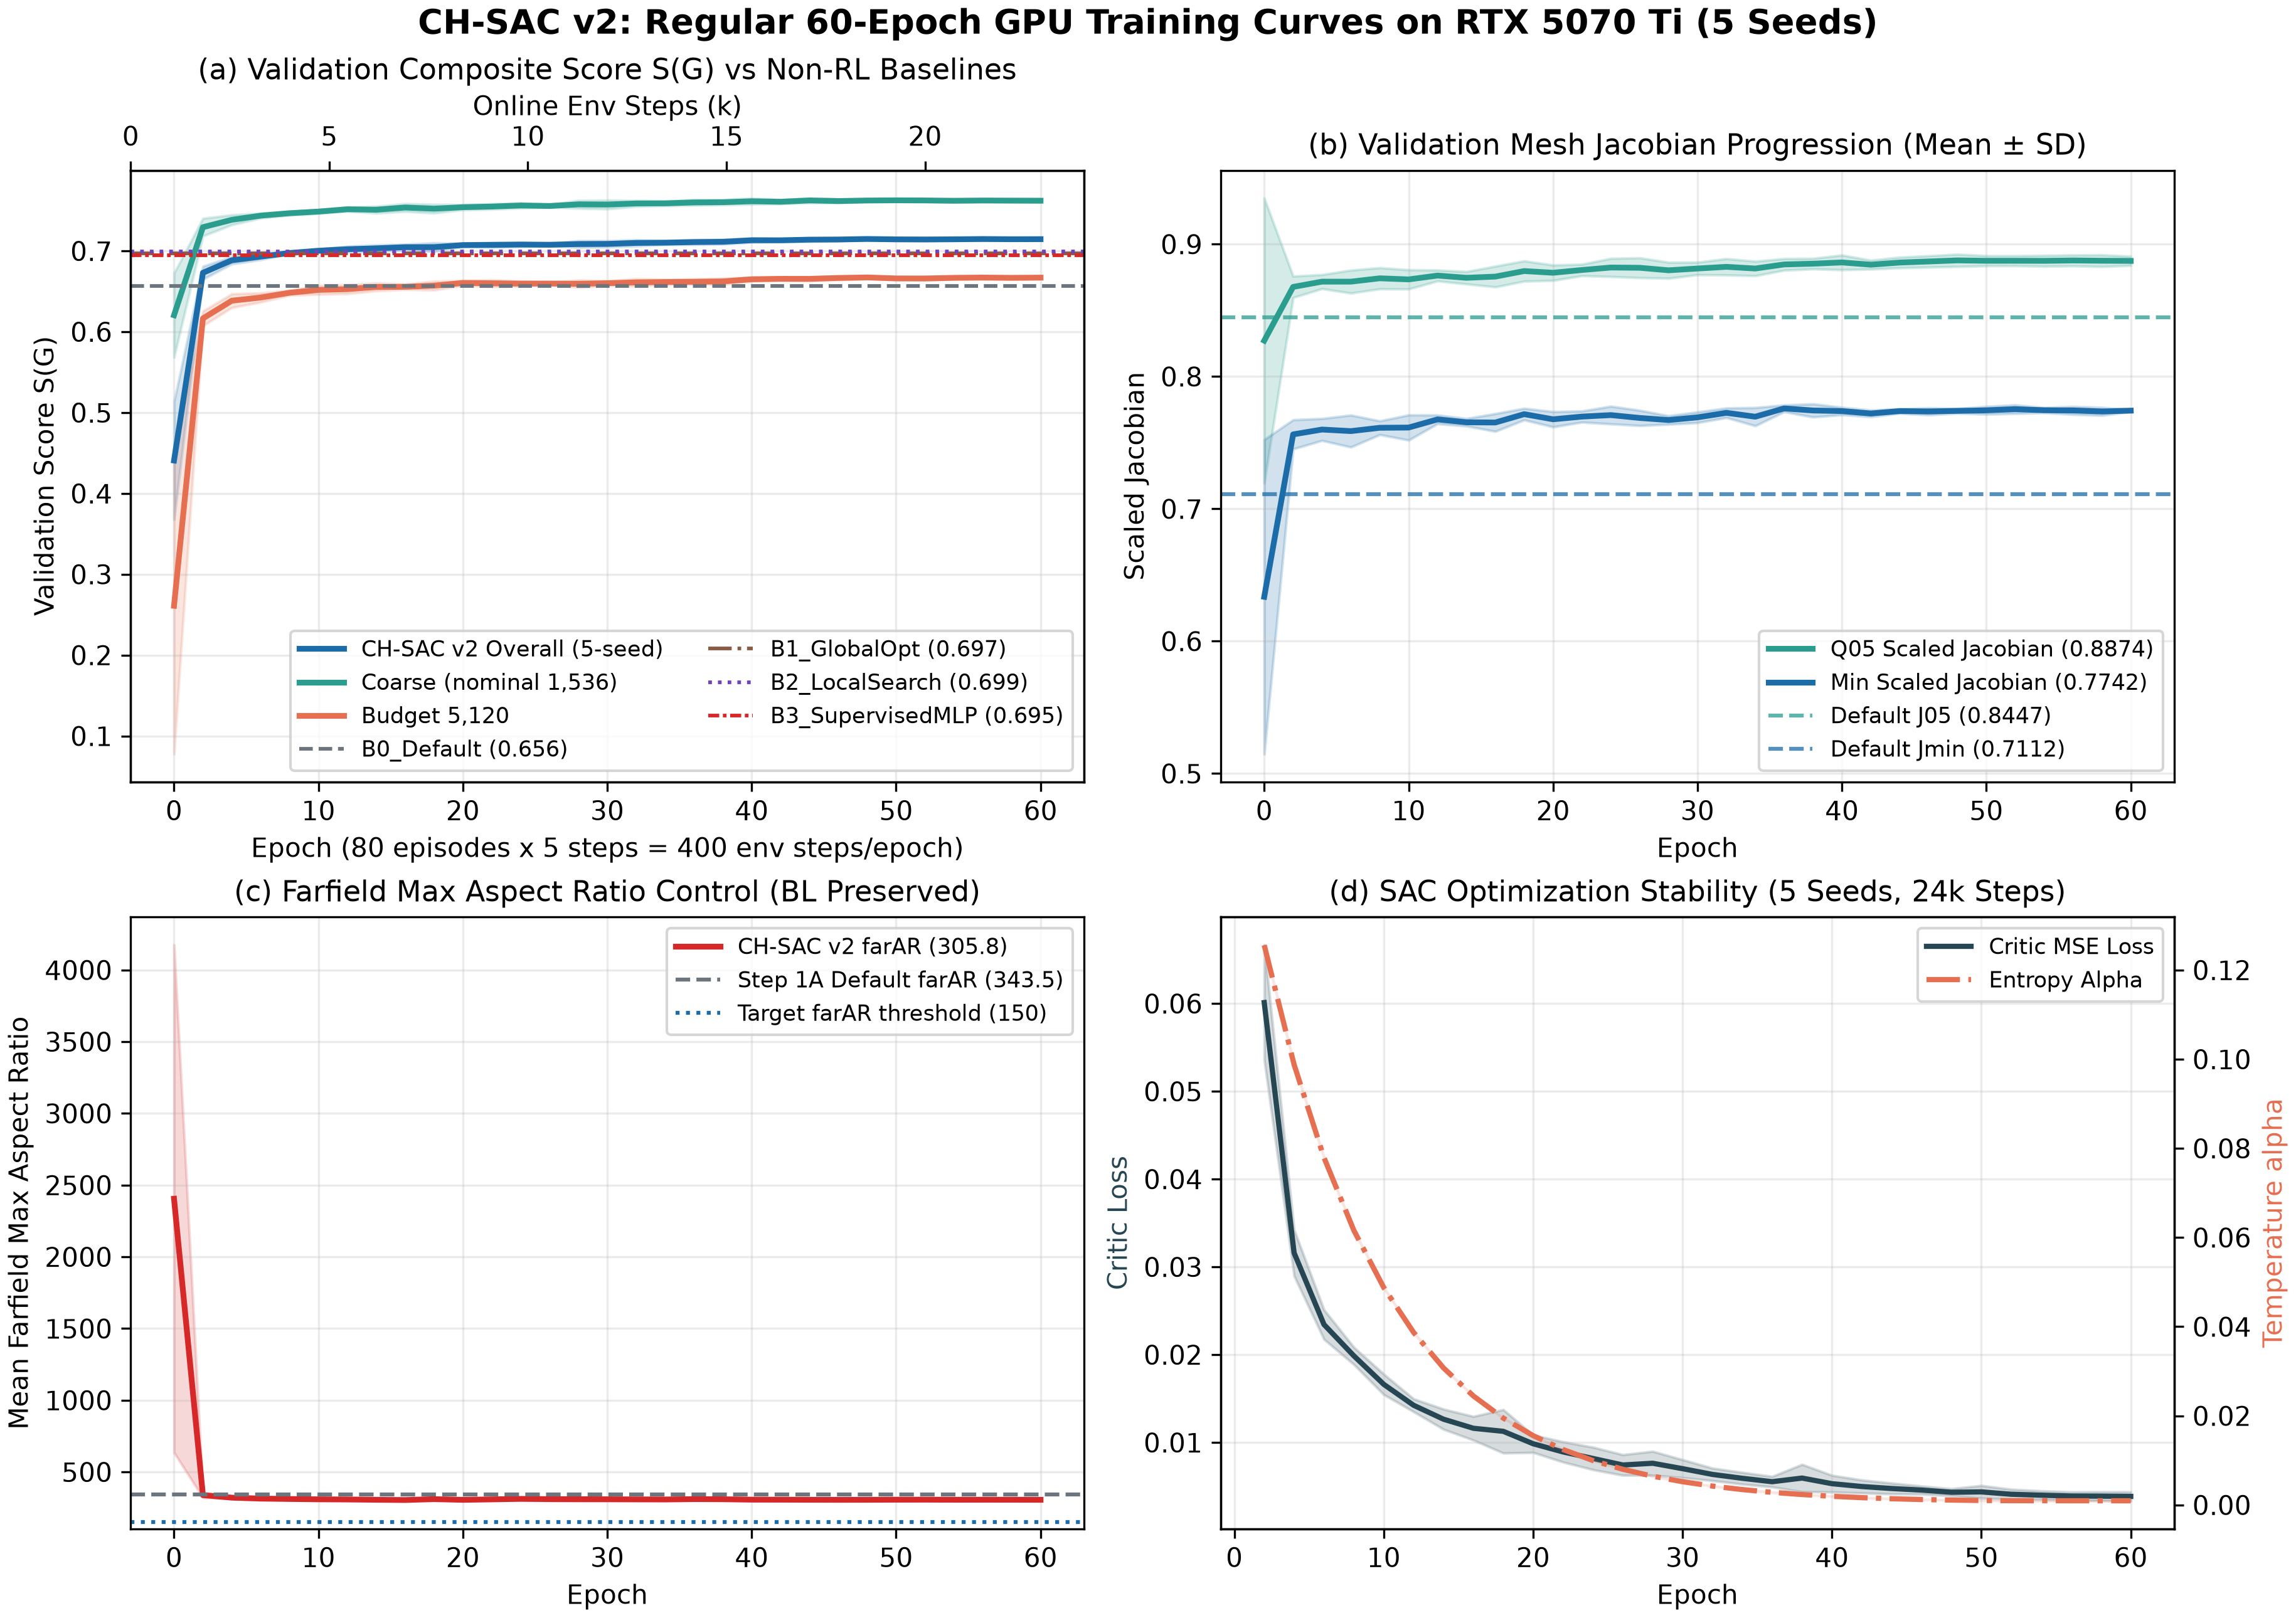 CH-SAC v2: Regular 60-Epoch GPU Training Curves on RTX 5070 Ti (5 Seeds)
(a) Validation Composite Score S(G) vs Non-RL Baselines
Online Env Steps (k)
0 5 10 15 20
Validation Score S(G)
0.7
0.6
0.5
0.4
0.3
0.2
0.1
CH-SAC v2 Overall (5-seed)
Coarse (nominal 1,536)
Budget 5,120
B0_Default (0.656)
B1_GlobalOpt (0.697)
B2_LocalSearch (0.699)
B3_SupervisedMLP (0.695)
0 10 20 30 40 50 60
Epoch (80 episodes x 5 steps = 400 env steps/epoch)
(b) Validation Mesh Jacobian Progression (Mean ± SD)
Scaled Jacobian
0.9
0.8
0.7
0.6
0.5
Q05 Scaled Jacobian (0.8874)
Min Scaled Jacobian (0.7742)
Default J05 (0.8447)
Default Jmin (0.7112)
0 10 20 30 40 50 60
Epoch
(c) Farfield Max Aspect Ratio Control (BL Preserved)
Mean Farfield Max Aspect Ratio
4000
3500
3000
2500
2000
1500
1000
500
CH-SAC v2 farAR (305.8)
Step 1A Default farAR (343.5)
Target farAR threshold (150)
0 10 20 30 40 50 60
Epoch
(d) SAC Optimization Stability (5 Seeds, 24k Steps)
Critic Loss
0.06
0.05
0.04
0.03
0.02
0.01
Critic MSE Loss
Entropy Alpha
0.12
0.10
0.08
0.06
0.04
0.02
0.00
Temperature alpha
0 10 20 30 40 50 60
Epoch